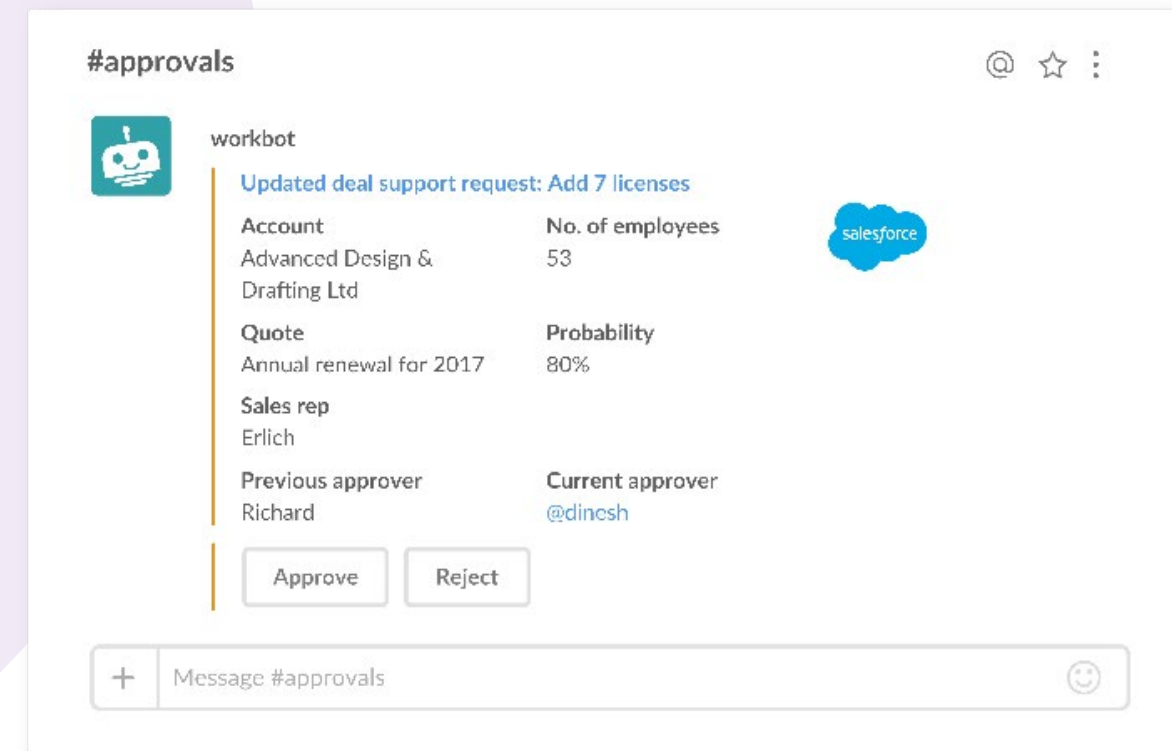 #approvals
workbot
Updated deal support request: Add 7 licenses
Account
No. of employees
Advanced Design &
Drafting Ltd
53
salesforce
Quote
Probability
Annual renewal for 2017
80%
Sales rep
Erlich
Previous approver
Current approver
Richard
@dinesh
Approve
Reject
Message #approvals